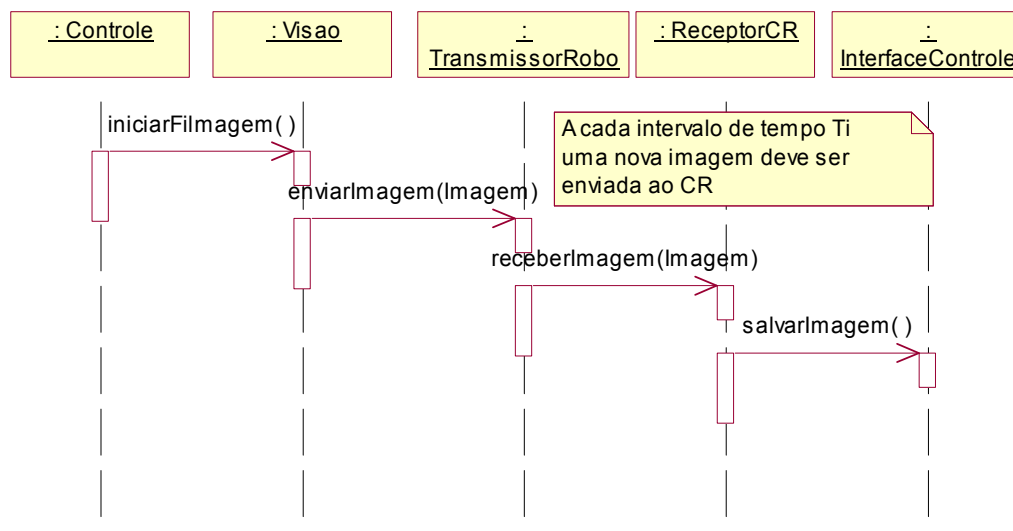 : Controle
: Visao
:
TransmissorRobo
: ReceptorCR
:
InterfaceControle
iniciarFilmagem( )
A cada intervalo de tempo Ti
uma nova imagem deve ser
enviada ao CR
enviarImagem(Imagem)
receberImagem(Imagem)
salvarImagem( )